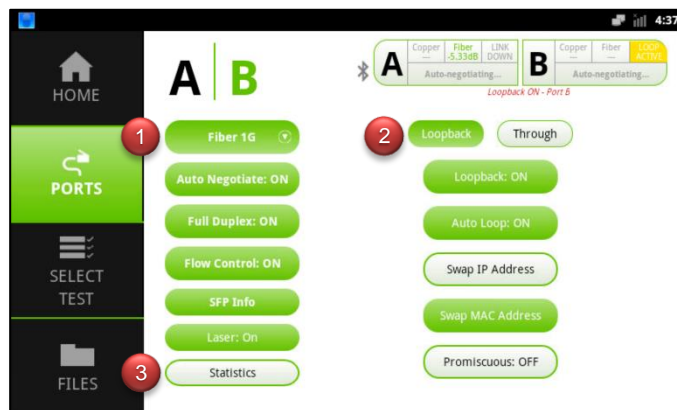 4:37
HOME
PORTS
SELECT
TEST
FILES
A B
A
Copper
---
Fiber
-5.33dB
LINK
DOWN
Auto-negotiating...
B
Copper
---
Fiber
---
LOOP
ACTIVE
Auto-negotiating...
Loopback ON - Port B
1
Fiber 1G
Auto Negotiate: ON
Full Duplex: ON
Flow Control: ON
SFP Info
Laser: On
3
Statistics
2
Loopback
Through
Loopback: ON
Auto Loop: ON
Swap IP Address
Swap MAC Address
Promiscuous: OFF